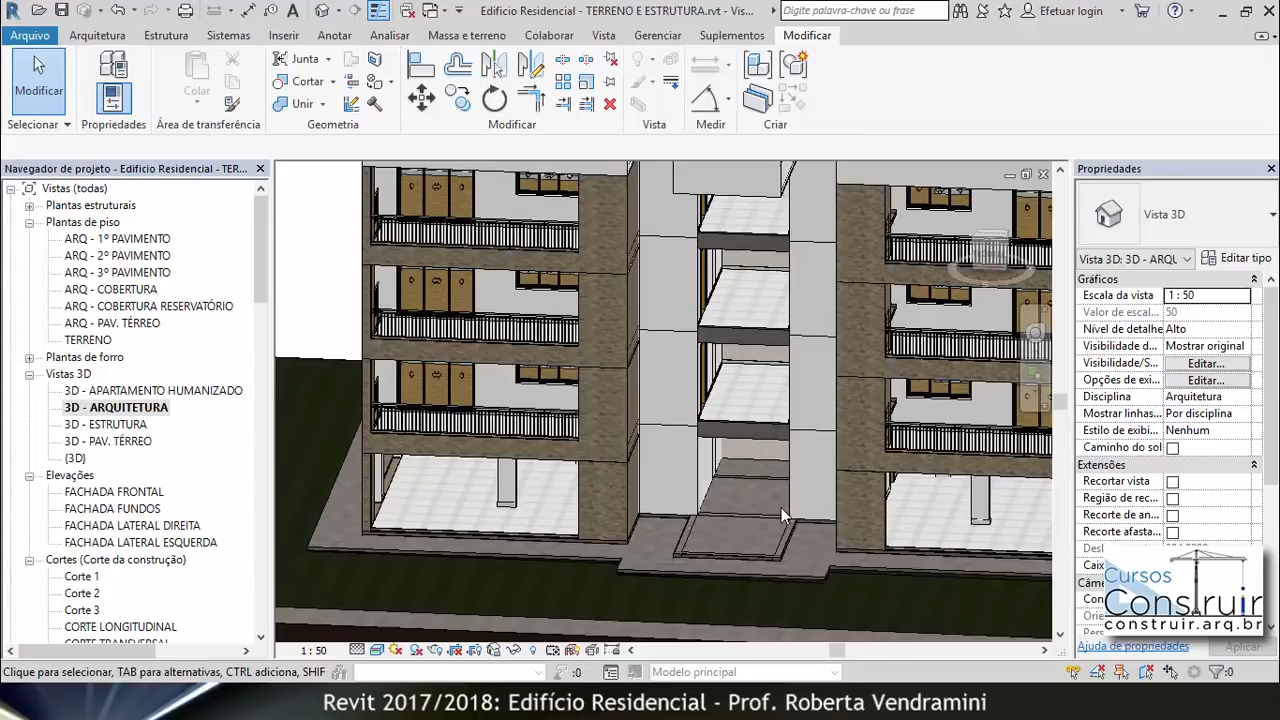 Edificio Residencial - TERRENO E ESTRUTURA.rvt - Vis...
Digite palavra-chave ou frase
Efetuar login
Arquivo Arquitetura Estrutura Sistemas Inserir Anotar Analisar Massa e terreno Colaborar Vista Gerenciar Suplementos Modificar
Modificar
Colar
Junta
Cortar
Unir
Selecionar Propriedades Área de transferência Geometria Modificar Vista Medir Criar
Navegador de projeto - Edificio Residencial - TER...
Vistas (todas)
Plantas estruturais
Plantas de piso
ARQ - 1º PAVIMENTO
ARQ - 2º PAVIMENTO
ARQ - 3º PAVIMENTO
ARQ - COBERTURA
ARQ - COBERTURA RESERVATÓRIO
ARQ - PAV. TÉRREO
TERRENO
Plantas de forro
Vistas 3D
3D - APARTAMENTO HUMANIZADO
3D - ARQUITETURA
3D - ESTRUTURA
3D - PAV. TÉRREO
{3D}
Elevações
FACHADA FRONTAL
FACHADA FUNDOS
FACHADA LATERAL DIREITA
FACHADA LATERAL ESQUERDA
Cortes (Corte da construção)
Corte 1
Corte 2
Corte 3
CORTE LONGITUDINAL
CORTE TRANSVERSAL
Propriedades
Vista 3D
Vista 3D: 3D - ARQU
Editar tipo
Gráficos
Escala da vista 1 : 50
Valor de escal... 50
Nível de detalhe Alto
Visibilidade d... Mostrar original
Visibilidade/S... Editar...
Opções de exi... Editar...
Disciplina Arquitetura
Mostrar linhas... Por disciplina
Estilo de exibi... Nenhum
Caminho do sol
Extensões
Recortar vista
Região de rec...
Recorte de an...
Recorte afasta...
Caix
Câme
Con
Orie
Cursos
Construir
construir.arq.br
Ajuda de propriedades
Aplicar
1 : 50
Clique para selecionar, TAB para alternativas, CTRL adiciona, SHIF
:0
Modelo principal
:0
Revit 2017/2018: Edifício Residencial - Prof. Roberta Vendramini